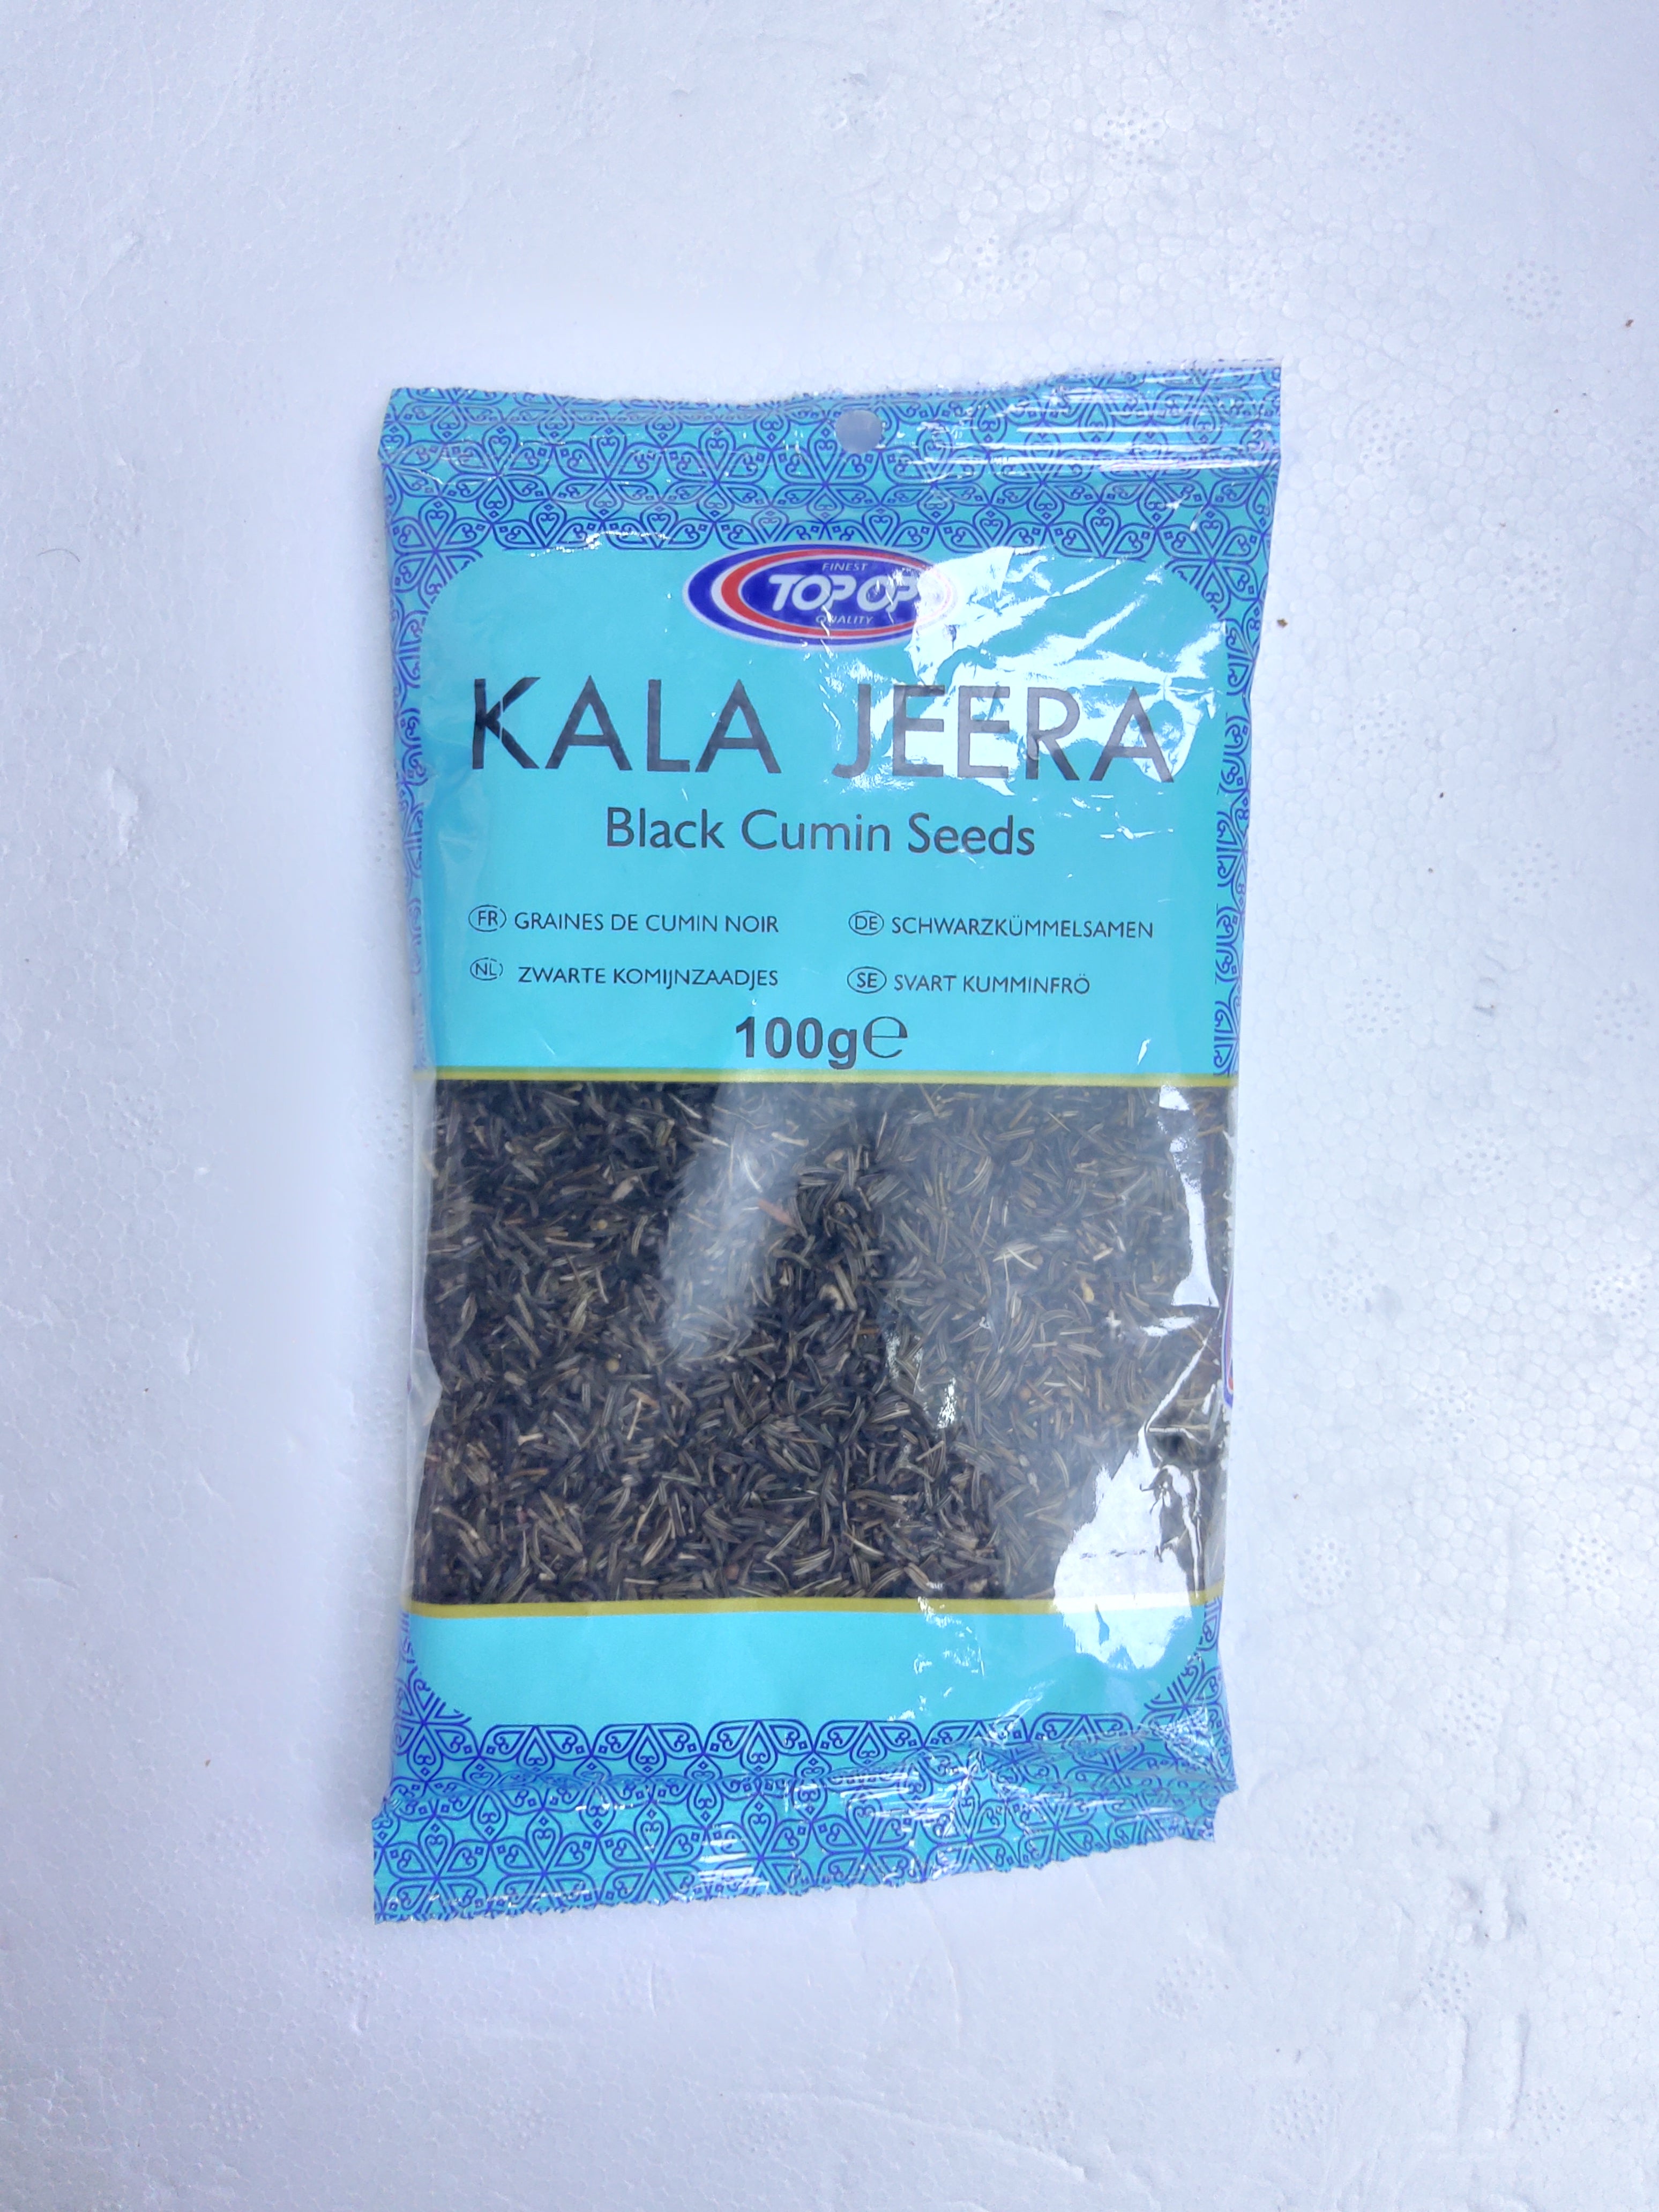 FINEST
TOP OP
QUALITY
KALA JEERA
Black Cumin Seeds
FR GRAINES DE CUMIN NOIR
DE SCHWARZKÜMMELSAMEN
NL ZWARTE KOMIJNZAADJES
SE SVART KUMMINFRÖ
100g℮